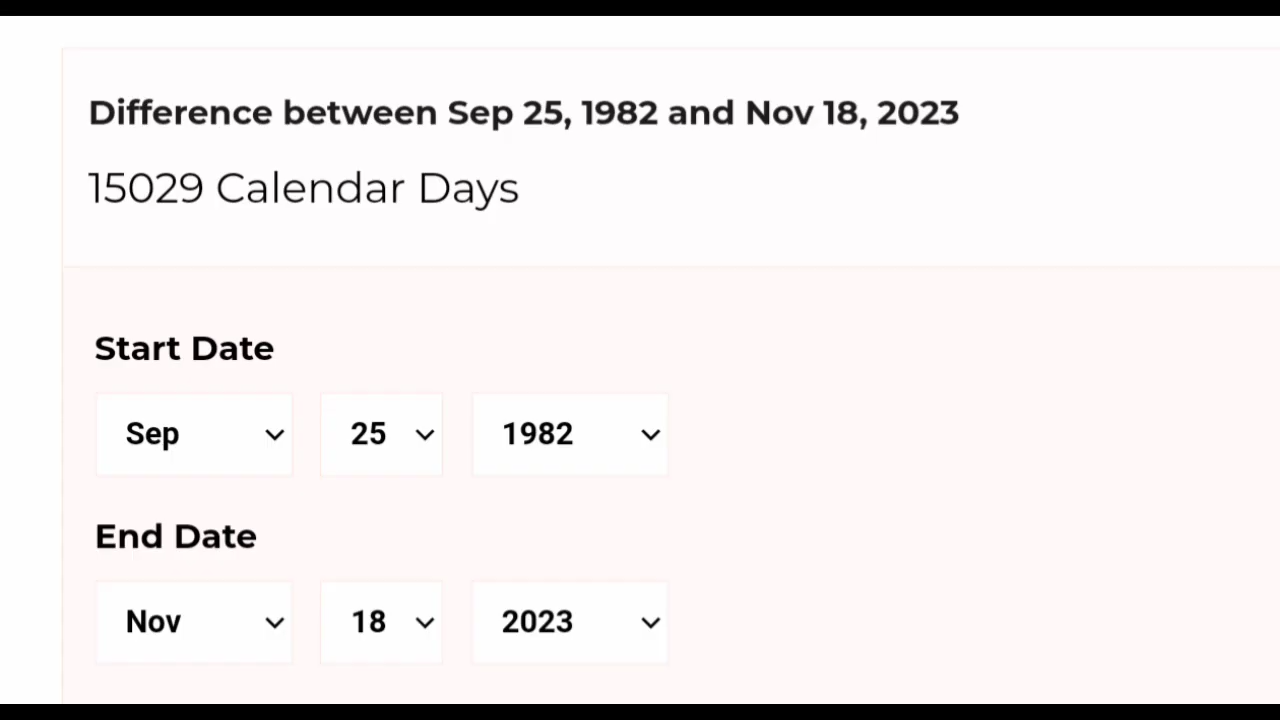 Difference between Sep 25, 1982 and Nov 18, 2023
15029 Calendar Days
Start Date
Sep 25 1982
End Date
Nov 18 2023